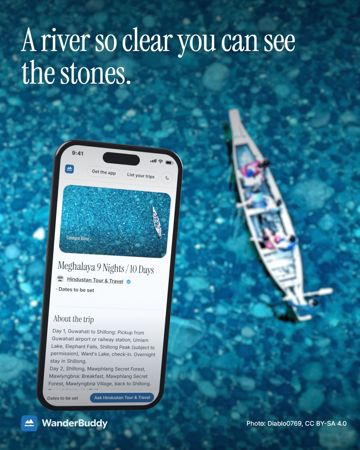 A river so clear you can see
the stones.
9:41
Get the app
List your trips
Meghalaya 9 Nights / 10 Days
Hindustan Tour & Travel
· Dates to be set
About the trip
Day 1, Guwahati to Shillong: Pickup from
Guwahati airport or railway station, Umiam
Lake, Elephant Falls, Shillong Peak (subject to
permission), Ward's Lake, check-in. Overnight
stay in Shillong.
Day 2, Shillong, Mawphlang Secret Forest,
Mawlyngbna: Breakfast, Mawphlang Secret
Forest, Mawlyngbna Village, back to Shillong.
Dates to be set
Ask Hindustan Tour & Travel
WanderBuddy
Photo: Diablo0769, CC BY-SA 4.0